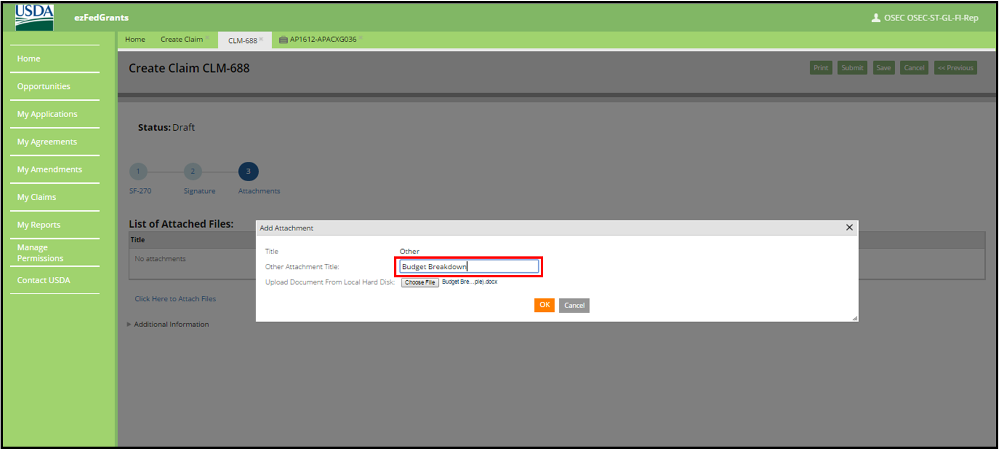 USDA
ezFedGrants
OSEC OSEC-ST-GL-FI-Rep
Home
Create Claim
CLM-688
AP1612-APACXG036
Home
Opportunities
My Applications
My Agreements
My Amendments
My Claims
My Reports
Manage
Permissions
Contact USDA
Create Claim CLM-688
Print
Submit
Save
Cancel
<< Previous
Status: Draft
1
2
3
SF-270
Signature
Attachments
List of Attached Files:
Title
No attachments
Click Here to Attach Files
Additional Information
Add Attachment
Title
Other
Other Attachment Title:
Budget Breakdown
Upload Document From Local Hard Disk:
Choose File
Budget Bre...ple).docx
OK
Cancel